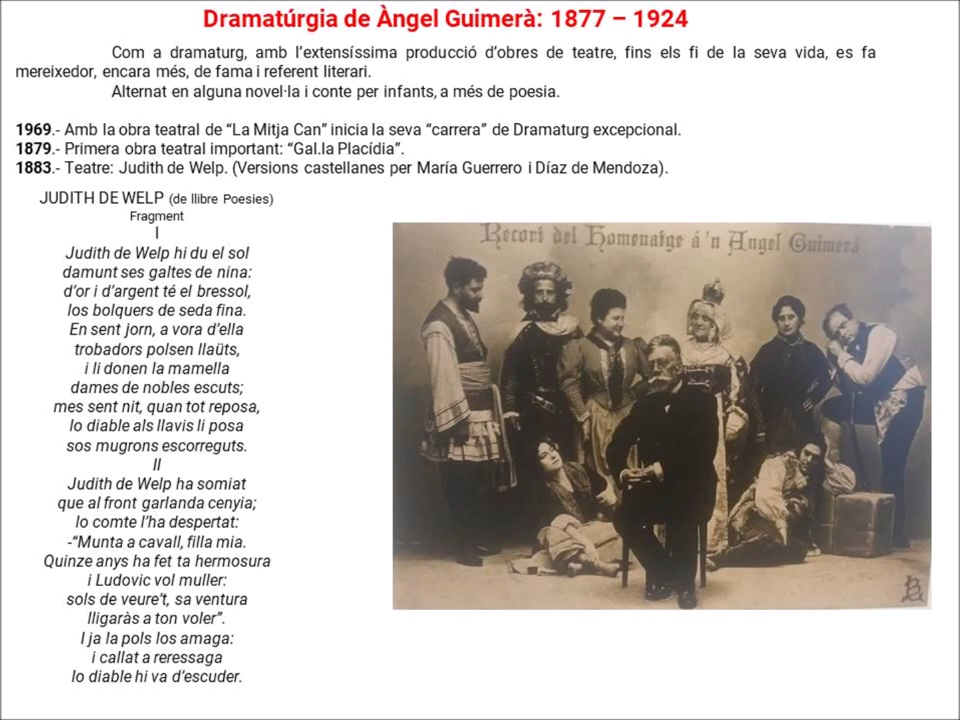 Dramatúrgia de Àngel Guimerà: 1877 – 1924
Com a dramaturg, amb l’extensíssima producció d’obres de teatre, fins els fi de la seva vida, es fa
mereixedor, encara més, de fama i referent literari.
Alternat en alguna novel·la i conte per infants, a més de poesia.
1969.- Amb la obra teatral de “La Mitja Can” inicia la seva “carrera” de Dramaturg excepcional.
1879.- Primera obra teatral important: “Gal.la Placídia”.
1883.- Teatre: Judith de Welp. (Versions castellanes per María Guerrero i Díaz de Mendoza).
JUDITH DE WELP (de llibre Poesies)
Fragment
I
Judith de Welp hi du el sol
damunt ses galtes de nina:
d’or i d’argent té el bressol,
los bolquers de seda fina.
En sent jorn, a vora d’ella
trobadors polsen llaüts,
i li donen la mamella
dames de nobles escuts;
mes sent nit, quan tot reposa,
lo diable als llavis li posa
sos mugrons escorreguts.
II
Judith de Welp ha somiat
que al front garlanda cenyia;
lo comte l’ha despertat:
-“Munta a cavall, filla mia.
Quinze anys ha fet ta hermosura
i Ludovic vol muller:
sols de veure’t, sa ventura
lligaràs a ton voler”.
I ja la pols los amaga:
i callat a reressaga
lo diable hi va d’escuder.
Recort del Homenatge á’n Angel Guimerá